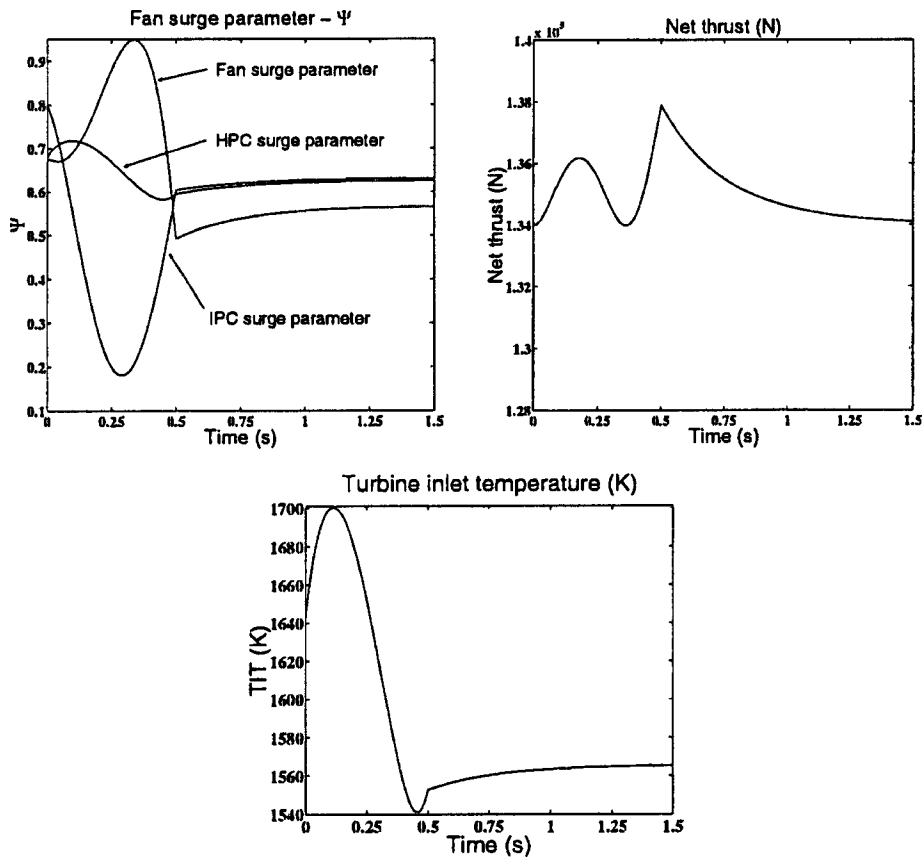 Fan surge parameter – Ψ
0.95
0.9
0.8
0.7
0.6
0.5
0.4
0.3
0.2
0.1
Ψ
Fan surge parameter
HPC surge parameter
IPC surge parameter
0 0.25 0.5 0.75 1 1.25 1.5
Time (s)
Net thrust (N)
x 10⁵
1.4
1.38
1.36
1.34
1.32
1.3
1.28
Net thrust (N)
0 0.25 0.5 0.75 1 1.25 1.5
Time (s)
Turbine inlet temperature (K)
1700
1680
1660
1640
1620
1600
1580
1560
1540
TIT (K)
0 0.25 0.5 0.75 1 1.25 1.5
Time (s)